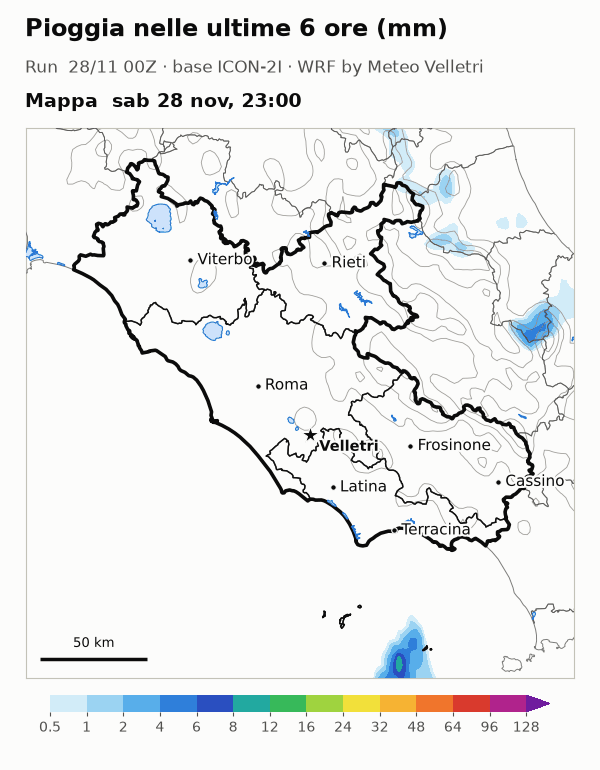 Pioggia nelle ultime 6 ore (mm)
Run  28/11 00Z · base ICON-2I · WRF by Meteo Velletri
Mappa  sab 28 nov, 23:00
Viterbo
Rieti
Roma
Velletri
Frosinone
Latina
Cassino
Terracina
50 km
0.5 1 2 4 6 8 12 16 24 32 48 64 96 128